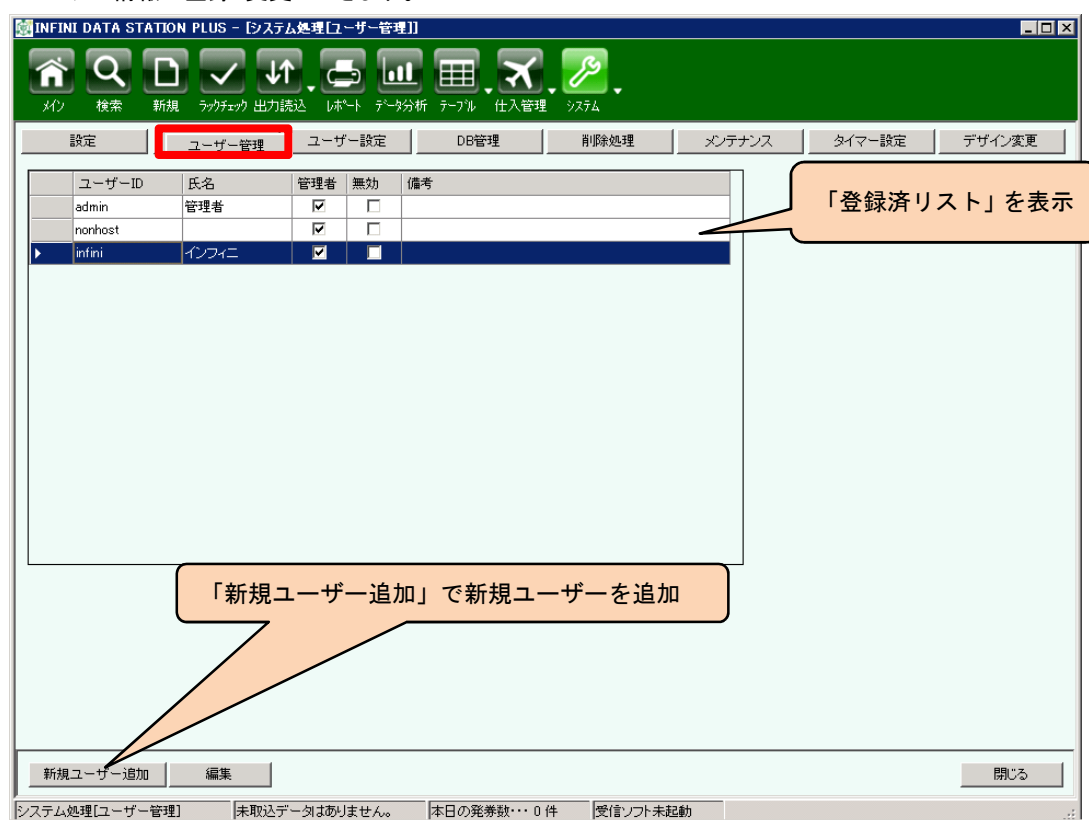 INFINI DATA STATION PLUS - [システム処理[ユーザー管理]]
メイン 検索 新規 ラックチェック 出力読込 レポート データ分析 テーブル 仕入管理 システム
設定 ユーザー管理 ユーザー設定 DB管理 削除処理 メンテナンス タイマー設定 デザイン変更
ユーザーID 氏名 管理者 無効 備考
admin 管理者
nonhost
infini インフィニ
「登録済リスト」を表示
「新規ユーザー追加」で新規ユーザーを追加
新規ユーザー追加 編集 閉じる
システム処理[ユーザー管理] 未取込データはありません。 本日の発券数・・・ 0 件 受信ソフト未起動